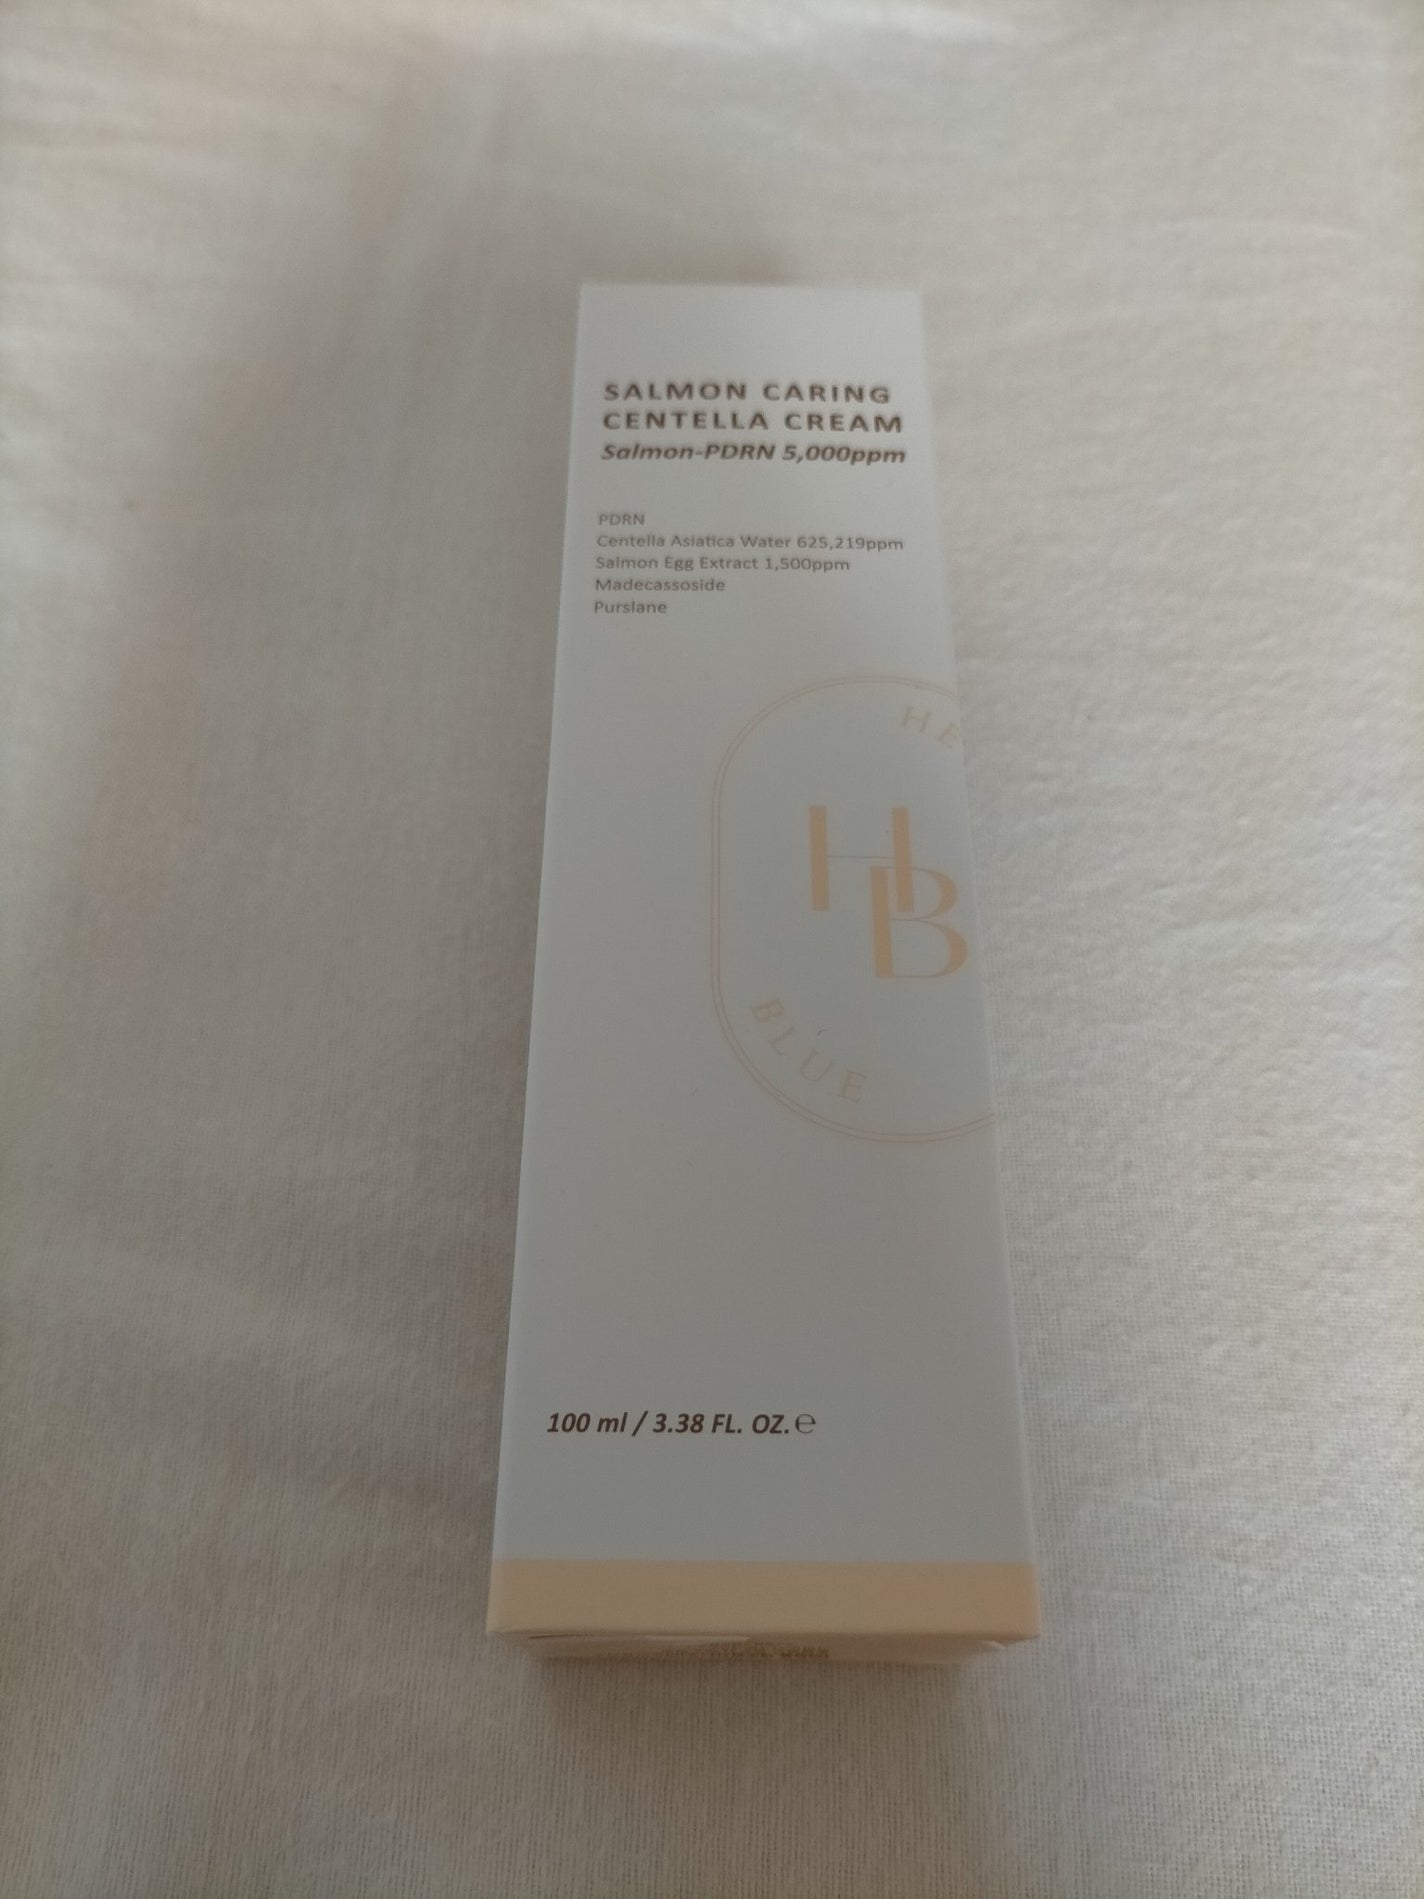 SALMON CARING
CENTELLA CREAM
Salmon-PDRN 5,000ppm
PDRN
Centella Asiatica Water 625,219ppm
Salmon Egg Extract 1,500ppm
Madecassoside
Purslane
HE
HB
BLUE
100 ml / 3.38 FL. OZ. ℮